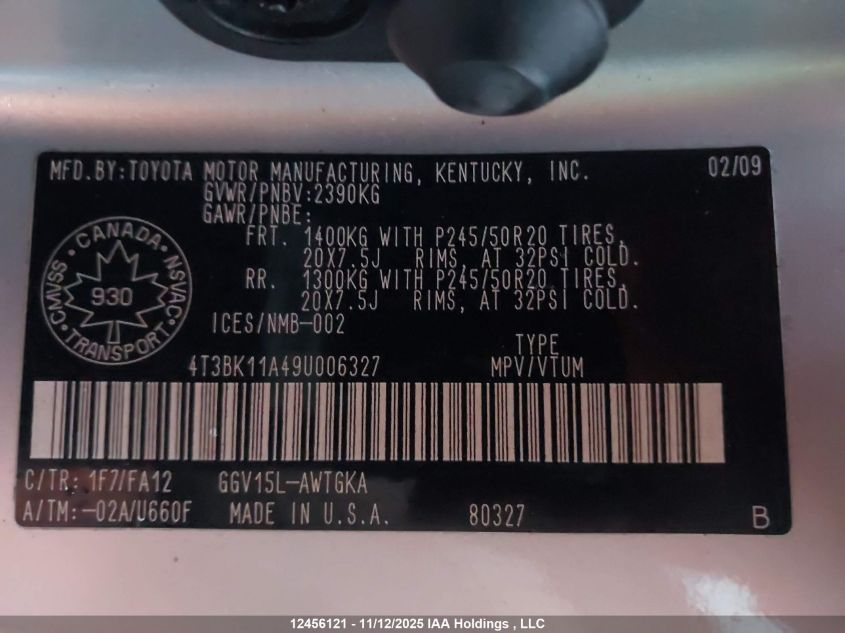 MFD.BY:TOYOTA MOTOR MANUFACTURING, KENTUCKY, INC. 02/09
GVWR/PNBV:2390KG
GAWR/PNBE:
FRT. 1400KG WITH P245/50R20 TIRES,
20X7.5J RIMS, AT 32PSI COLD.
RR. 1300KG WITH P245/50R20 TIRES,
20X7.5J RIMS, AT 32PSI COLD.
ICES/NMB-002
CANADA
CMVSS 930 NSVAC
TRANSPORT
TYPE
4T3BK11A49U006327 MPV/VTUM
C/TR: 1F7/FA12 GGV15L-AWTGKA
A/TM:-02A/U660F MADE IN U.S.A. 80327 B
12456121 - 11/12/2025 IAA Holdings , LLC